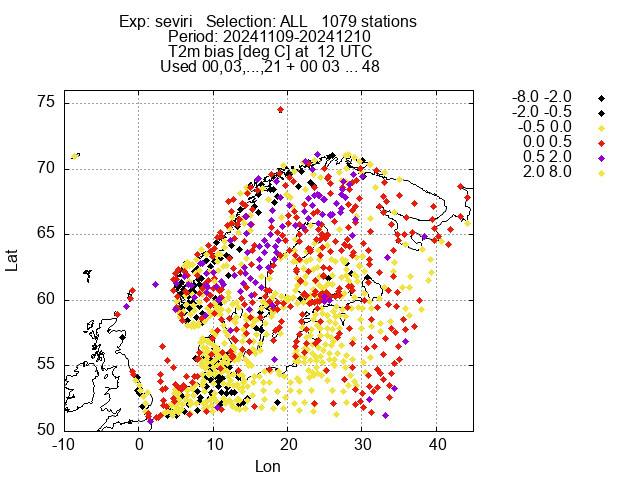 Exp: seviri Selection: ALL 1079 stations
Period: 20241109-20241210
T2m bias [deg C] at 12 UTC
Used 00,03,...,21 + 00 03 ... 48
-8.0 -2.0
-2.0 -0.5
-0.5 0.0
0.0 0.5
0.5 2.0
2.0 8.0
75
70
65
60
55
50
Lat
-10 0 10 20 30 40
Lon